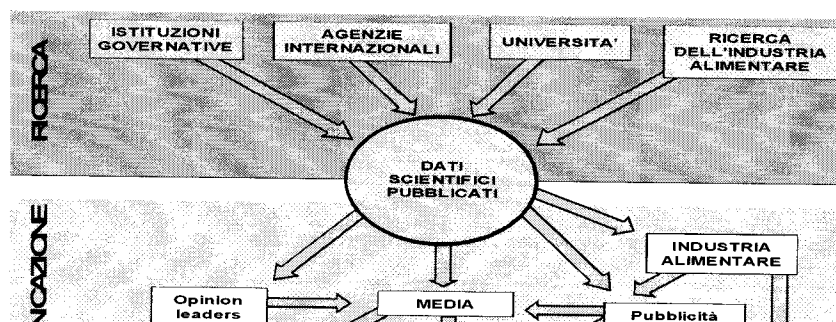 ISTITUZIONI
GOVERNATIVE
AGENZIE
INTERNAZIONALI
UNIVERSITA'
RICERCA
DELL'INDUSTRIA
ALIMENTARE
RICERCA
DATI
SCIENTIFICI
PUBBLICATI
INDUSTRIA
ALIMENTARE
Opinion
leaders
MEDIA
Pubblicità